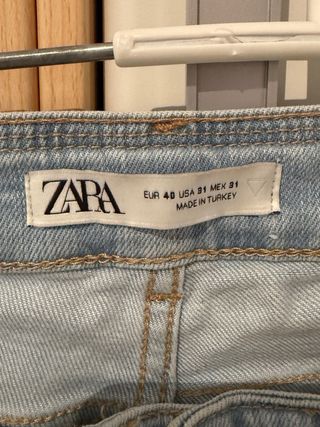 ZARA
EUR 40 USA 31 MEX 31
MADE IN TURKEY